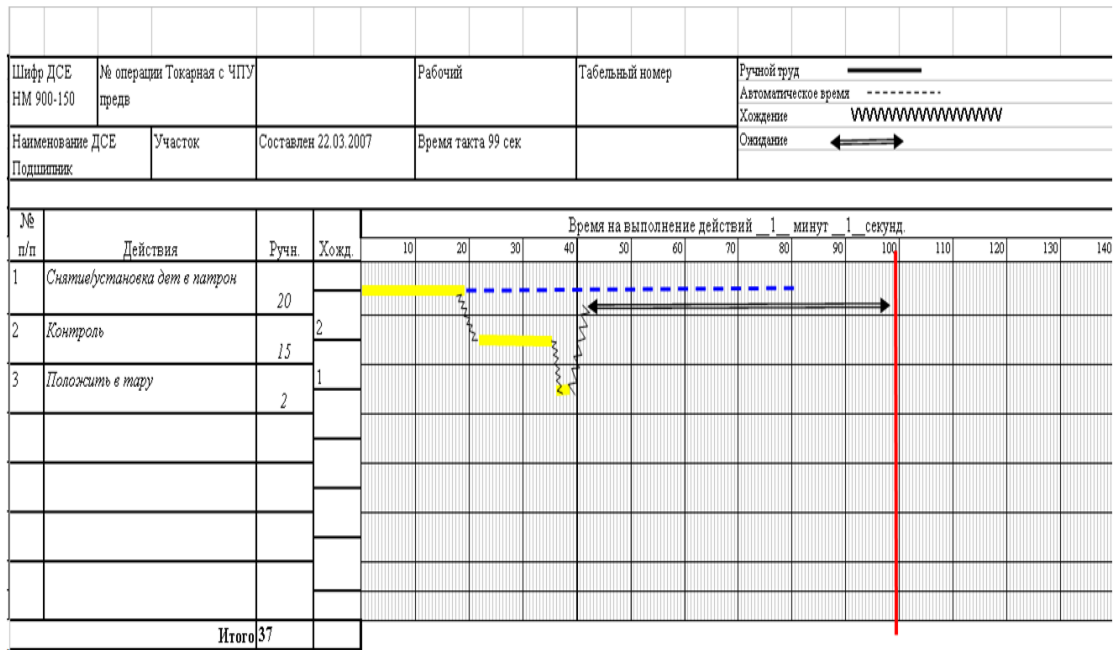 Шифр ДСЕ
НМ 900-150
№ операции Токарная с ЧПУ
предв
Рабочий
Табельный номер
Ручной труд
Автоматическое время
Хождение
Ожидание
Наименование ДСЕ
Подшипник
Участок
Составлен 22.03.2007
Время такта 99 сек
№
п/п
Действия
Ручн.
Хожд.
Время на выполнение действий __1__ минут __1__секунд.
10 20 30 40 50 60 70 80 90 100 110 120 130 140
1 Снятие/установка дет в патрон
20
2 Контроль
2
15
3 Положить в тару
1
2
Итого 37